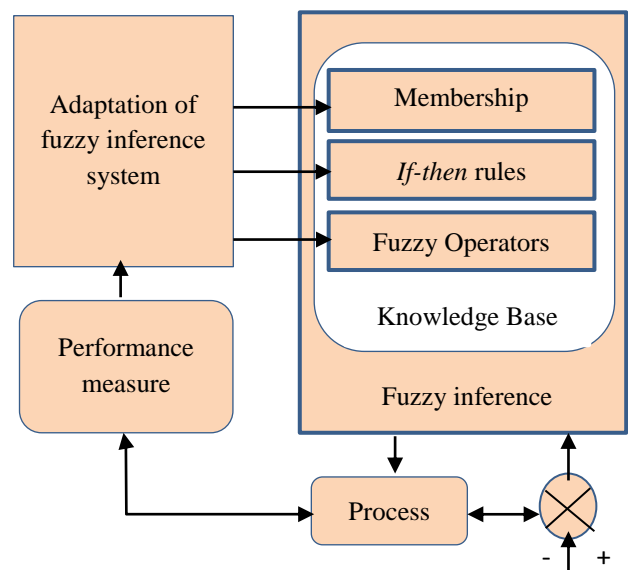 Adaptation of
fuzzy inference
system
Membership
If-then rules
Fuzzy Operators
Knowledge Base
Fuzzy inference
Performance
measure
Process
- +